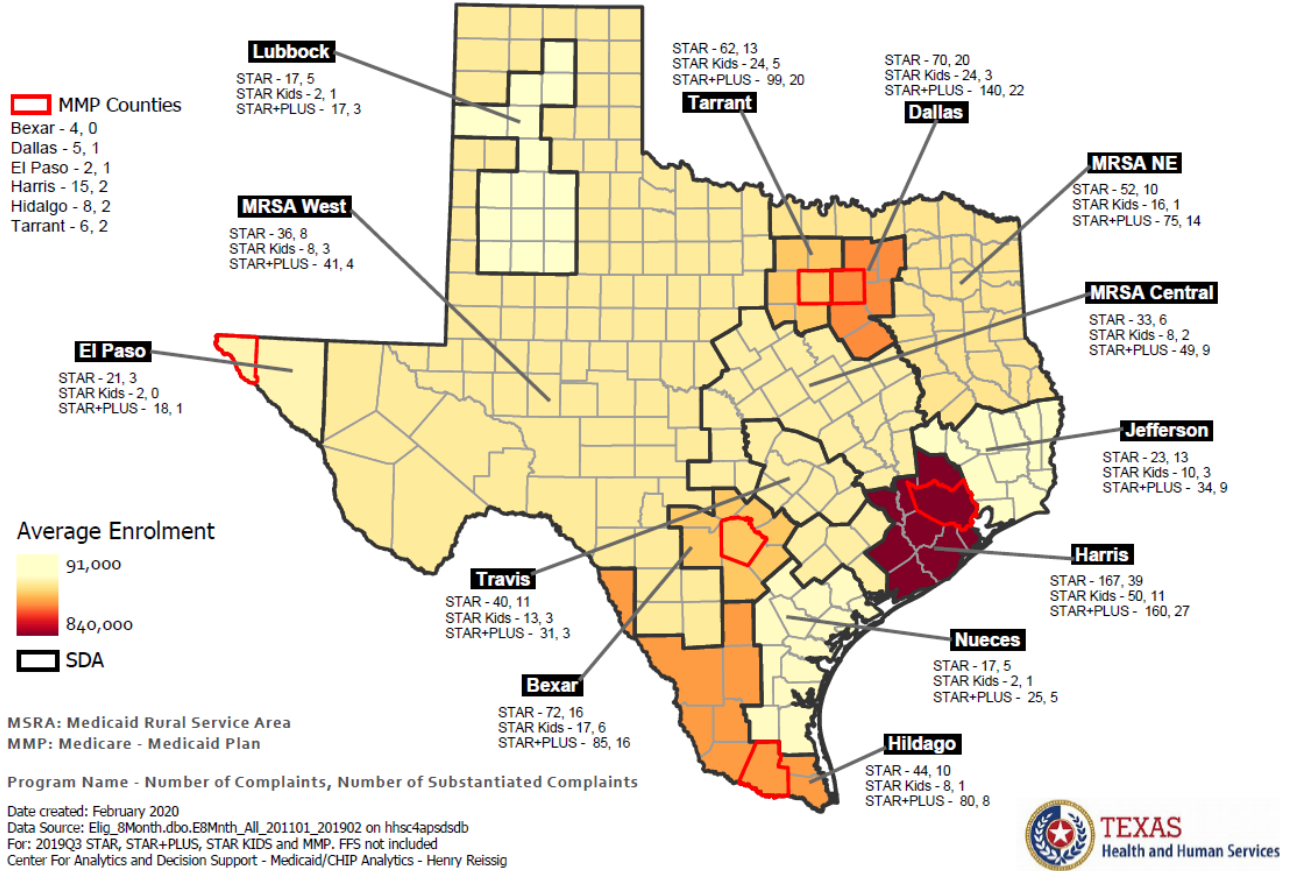 Lubbock
STAR - 17, 5
STAR Kids - 2, 1
STAR+PLUS - 17, 3
STAR - 62, 13
STAR Kids - 24, 5
STAR+PLUS - 99, 20
Tarrant
STAR - 70, 20
STAR Kids - 24, 3
STAR+PLUS - 140, 22
Dallas
MMP Counties
Bexar - 4, 0
Dallas - 5, 1
El Paso - 2, 1
Harris - 15, 2
Hidalgo - 8, 2
Tarrant - 6, 2
MRSA NE
STAR - 52, 10
STAR Kids - 16, 1
STAR+PLUS - 75, 14
MRSA West
STAR - 36, 8
STAR Kids - 8, 3
STAR+PLUS - 41, 4
MRSA Central
STAR - 33, 6
STAR Kids - 8, 2
STAR+PLUS - 49, 9
El Paso
STAR - 21, 3
STAR Kids - 2, 0
STAR+PLUS - 18, 1
Jefferson
STAR - 23, 13
STAR Kids - 10, 3
STAR+PLUS - 34, 9
Average Enrolment
91,000
840,000
SDA
Harris
STAR - 167, 39
STAR Kids - 50, 11
STAR+PLUS - 160, 27
Travis
STAR - 40, 11
STAR Kids - 13, 3
STAR+PLUS - 31, 3
Nueces
STAR - 17, 5
STAR Kids - 2, 1
STAR+PLUS - 25, 5
Bexar
STAR - 72, 16
STAR Kids - 17, 6
STAR+PLUS - 85, 16
Hildago
STAR - 44, 10
STAR Kids - 8, 1
STAR+PLUS - 80, 8
MSRA: Medicaid Rural Service Area
MMP: Medicare - Medicaid Plan
Program Name - Number of Complaints, Number of Substantiated Complaints
Date created: February 2020
Data Source: Elig_8Month.dbo.E8Mnth_All_201101_201902 on hhsc4apsdsdb
For: 2019Q3 STAR, STAR+PLUS, STAR KIDS and MMP. FFS not included
Center For Analytics and Decision Support - Medicaid/CHIP Analytics - Henry Reissig
TEXAS
Health and Human Services